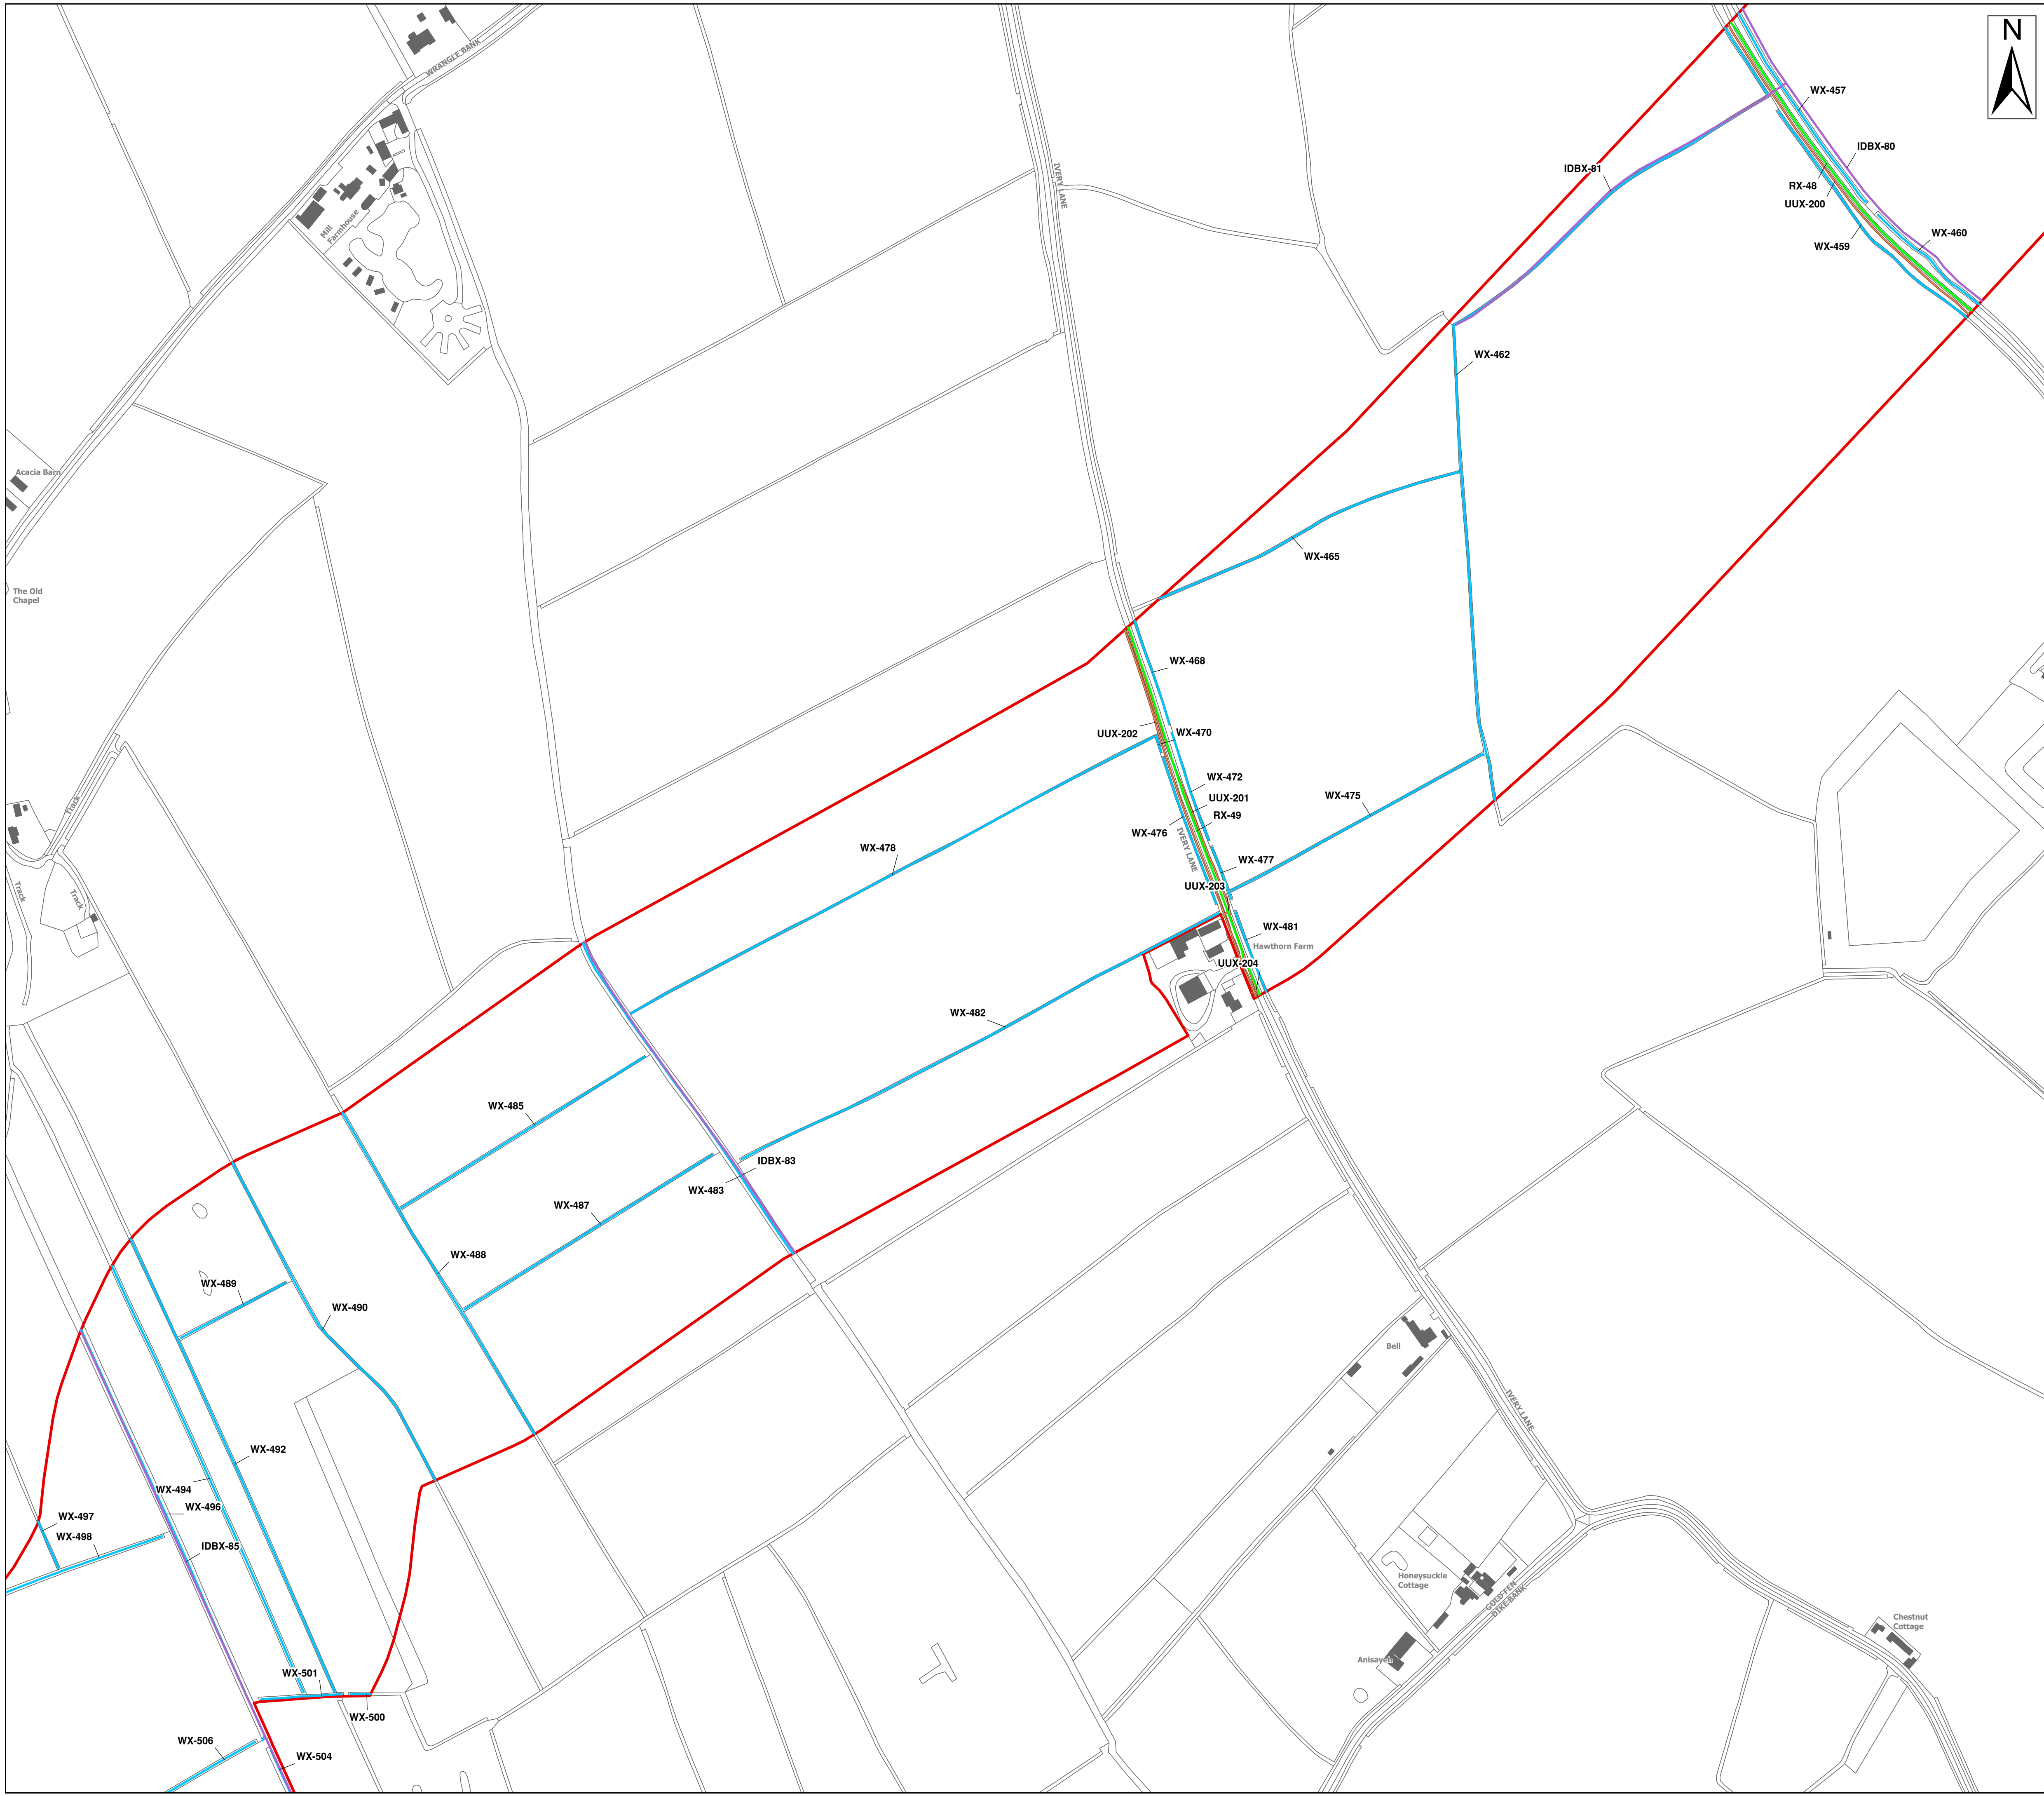 N
WRANGLE BANK
WX-457
IDBX-80
IVERY LANE
IDBX-81
RX-48
UUX-200
Mill
Farmhouse
WX-460
WX-459
WX-462
Acacia Barn
WX-465
The Old
Chapel
WX-468
UUX-202
WX-470
WX-472
UUX-201
WX-475
Track
RX-49
WX-476
IVERY LANE
WX-478
WX-477
Track
Track
UUX-203
WX-481
Hawthorn Farm
UUX-204
WX-482
WX-485
IDBX-83
WX-483
WX-487
WX-488
WX-489
WX-490
Bell
IVERY LANE
WX-492
WX-494
WX-496
WX-497
WX-498
IDBX-85
Honeysuckle
Cottage
GOLD FEN
DIKE BANK
Chestnut
Cottage
Anisayeh
WX-501
WX-500
WX-506
WX-504